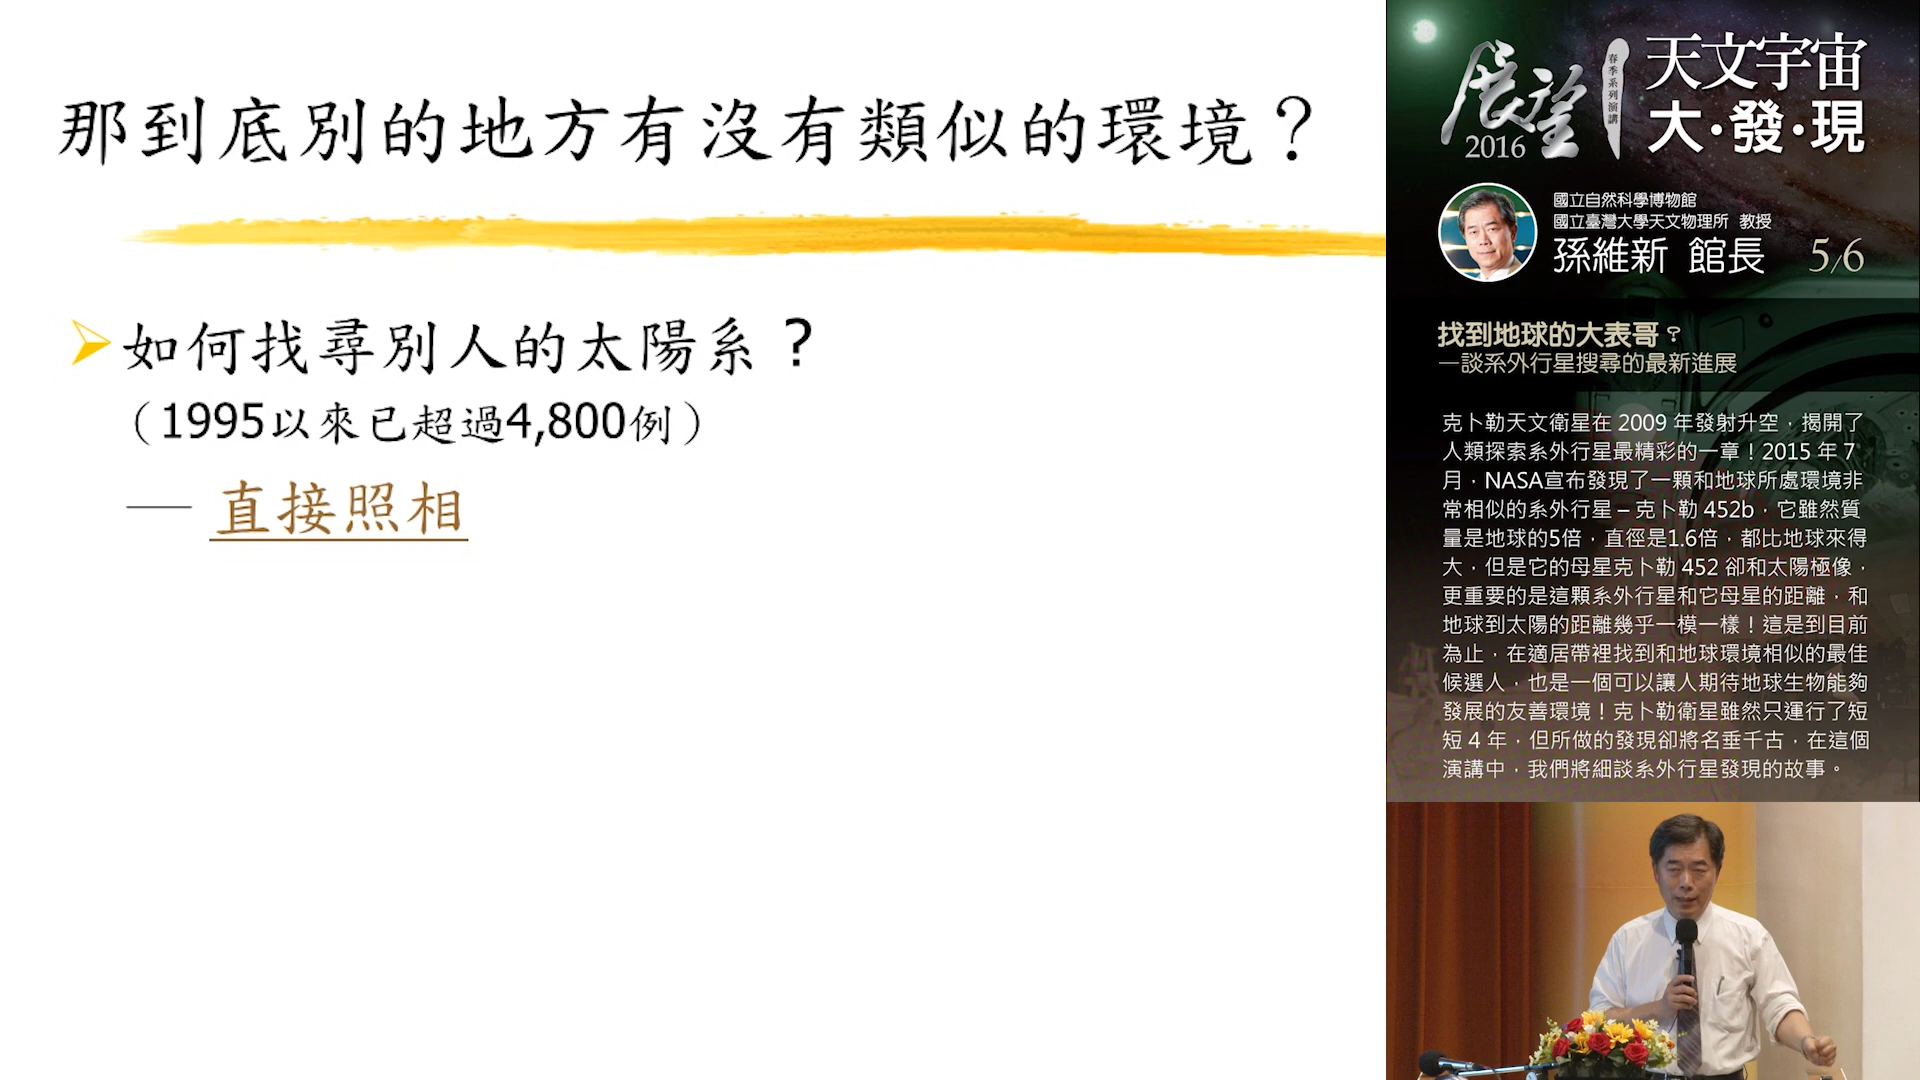 那到底別的地方有沒有類似的環境？
如何找尋別人的太陽系？
（1995以來已超過4,800例）
— 直接照相
展望
2016
春季系列演講
天文宇宙
大·發·現
國立自然科學博物館
國立臺灣大學天文物理所 教授
孫維新 館長 5/6
找到地球的大表哥？
—談系外行星搜尋的最新進展
克卜勒天文衛星在 2009 年發射升空，揭開了
人類探索系外行星最精彩的一章！2015 年 7
月，NASA宣布發現了一顆和地球所處環境非
常相似的系外行星 – 克卜勒 452b，它雖然質
量是地球的5倍，直徑是1.6倍，都比地球來得
大，但是它的母星克卜勒 452 卻和太陽極像，
更重要的是這顆系外行星和它母星的距離，和
地球到太陽的距離幾乎一模一樣！這是到目前
為止，在適居帶裡找到和地球環境相似的最佳
候選人，也是一個可以讓人期待地球生物能夠
發展的友善環境！克卜勒衛星雖然只運行了短
短 4 年，但所做的發現卻將名垂千古，在這個
演講中，我們將細談系外行星發現的故事。